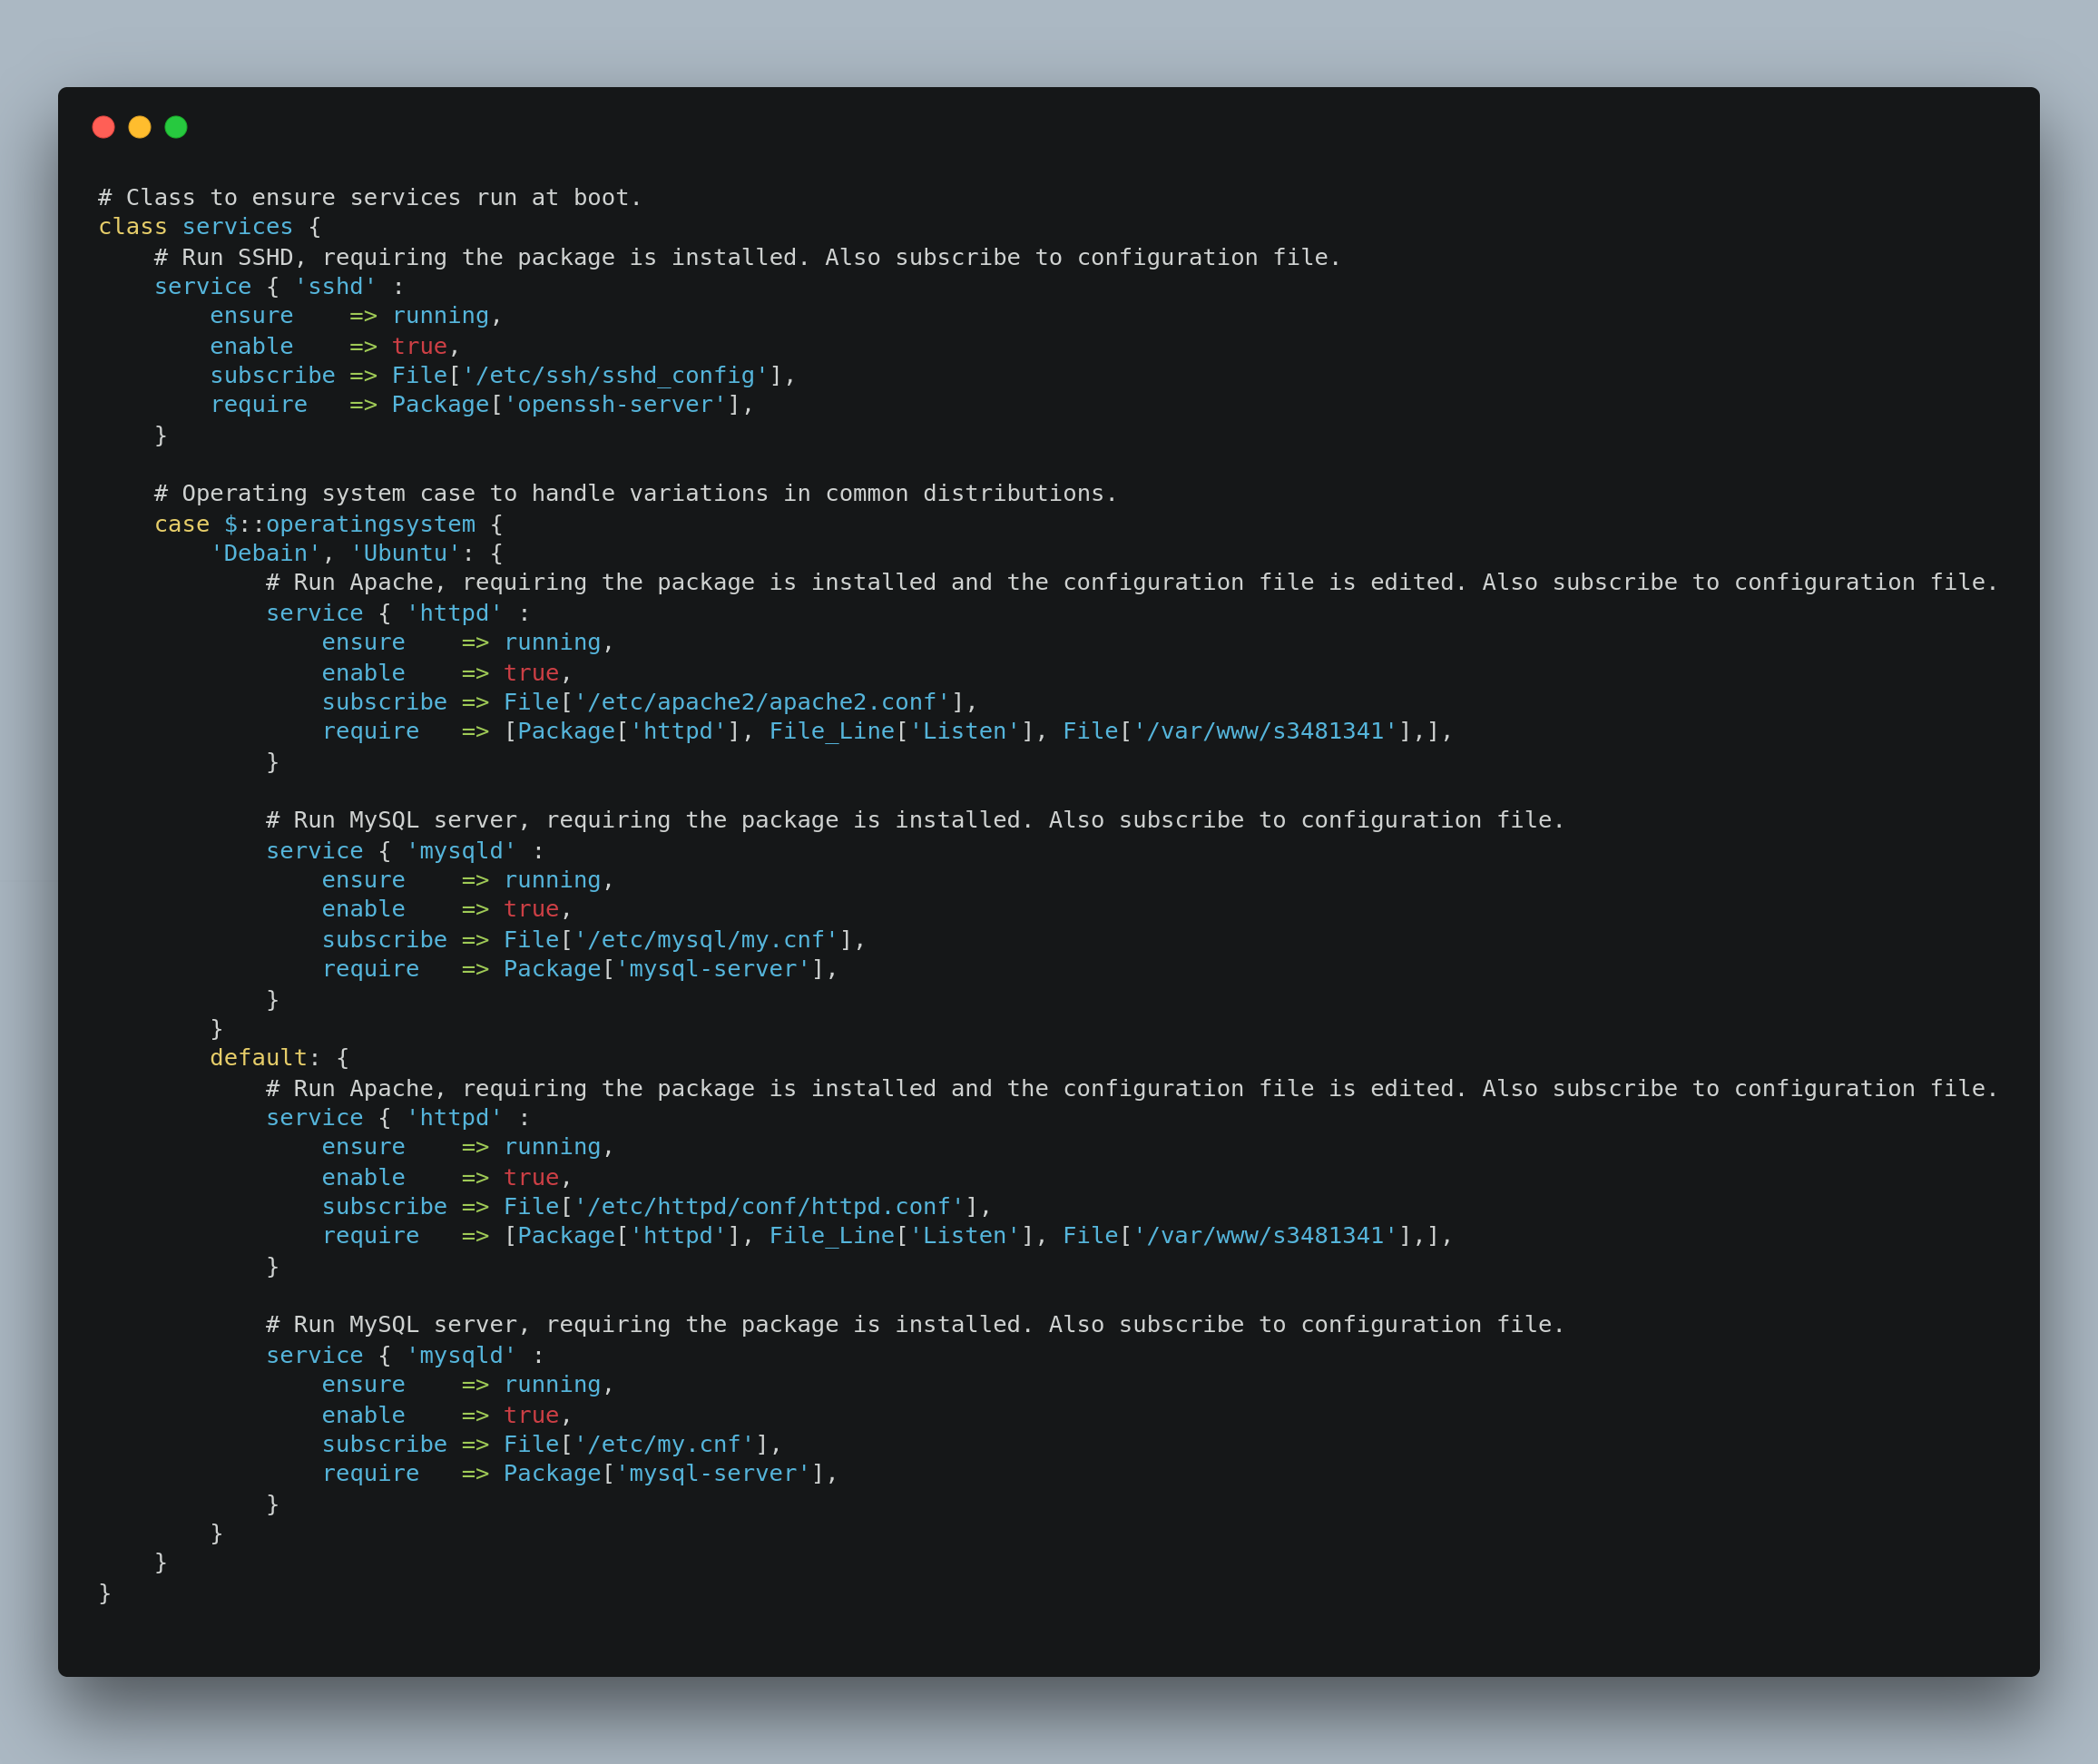 # Class to ensure services run at boot.
class services {
    # Run SSHD, requiring the package is installed. Also subscribe to configuration file.
    service { 'sshd' :
        ensure    => running,
        enable    => true,
        subscribe => File['/etc/ssh/sshd_config'],
        require   => Package['openssh-server'],
    }

    # Operating system case to handle variations in common distributions.
    case $::operatingsystem {
        'Debain', 'Ubuntu': {
            # Run Apache, requiring the package is installed and the configuration file is edited. Also subscribe to configuration file.
            service { 'httpd' :
                ensure    => running,
                enable    => true,
                subscribe => File['/etc/apache2/apache2.conf'],
                require   => [Package['httpd'], File_Line['Listen'], File['/var/www/s3481341'],],
            }

            # Run MySQL server, requiring the package is installed. Also subscribe to configuration file.
            service { 'mysqld' :
                ensure    => running,
                enable    => true,
                subscribe => File['/etc/mysql/my.cnf'],
                require   => Package['mysql-server'],
            }
        }
        default: {
            # Run Apache, requiring the package is installed and the configuration file is edited. Also subscribe to configuration file.
            service { 'httpd' :
                ensure    => running,
                enable    => true,
                subscribe => File['/etc/httpd/conf/httpd.conf'],
                require   => [Package['httpd'], File_Line['Listen'], File['/var/www/s3481341'],],
            }

            # Run MySQL server, requiring the package is installed. Also subscribe to configuration file.
            service { 'mysqld' :
                ensure    => running,
                enable    => true,
                subscribe => File['/etc/my.cnf'],
                require   => Package['mysql-server'],
            }
        }
    }
}